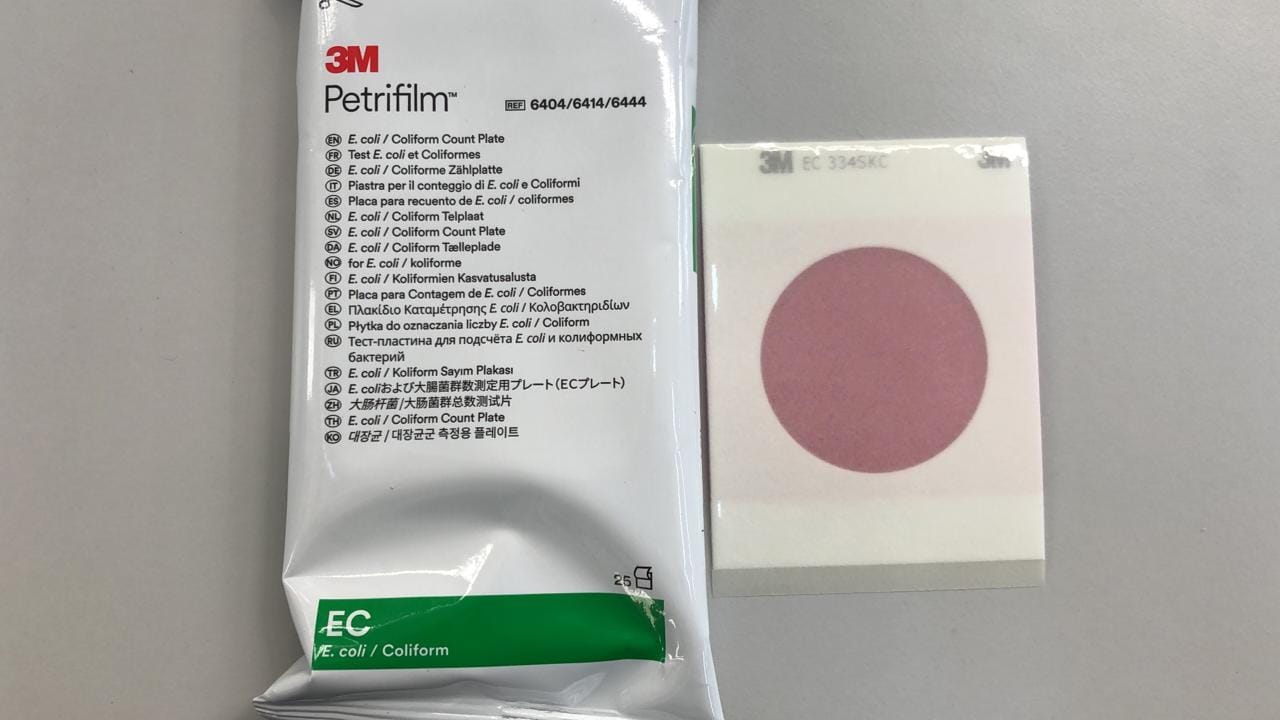 3M
Petrifilm™
REF 6404/6414/6444
EN E. coli / Coliform Count Plate
FR Test E. coli et Coliformes
DE E. coli / Coliforme Zählplatte
IT Piastra per il conteggio di E. coli e Coliformi
ES Placa para recuento de E. coli / coliformes
NL E. coli / Coliform Telplaat
SV E. coli / Coliform Count Plate
DA E. coli / Coliform Tælleplade
NO for E. coli / koliforme
FI E. coli / Koliformien Kasvatusalusta
PT Placa para Contagem de E. coli / Coliformes
EL Πλακίδιο Καταμέτρησης E. coli / Κολοβακτηριδίων
PL Płytka do oznaczania liczby E. coli / Coliform
RU Тест-пластина для подсчёта E. coli и колиформных
бактерий
TR E. coli / Koliform Sayım Plakası
JA E. coliおよび大腸菌群数測定用プレート(ECプレート)
ZH 大肠杆菌/大肠菌群总数测试片
TH E. coli / Coliform Count Plate
KO 대장균 / 대장균군 측정용 플레이트
25
EC
E. coli / Coliform
3M EC 334SKC 3M